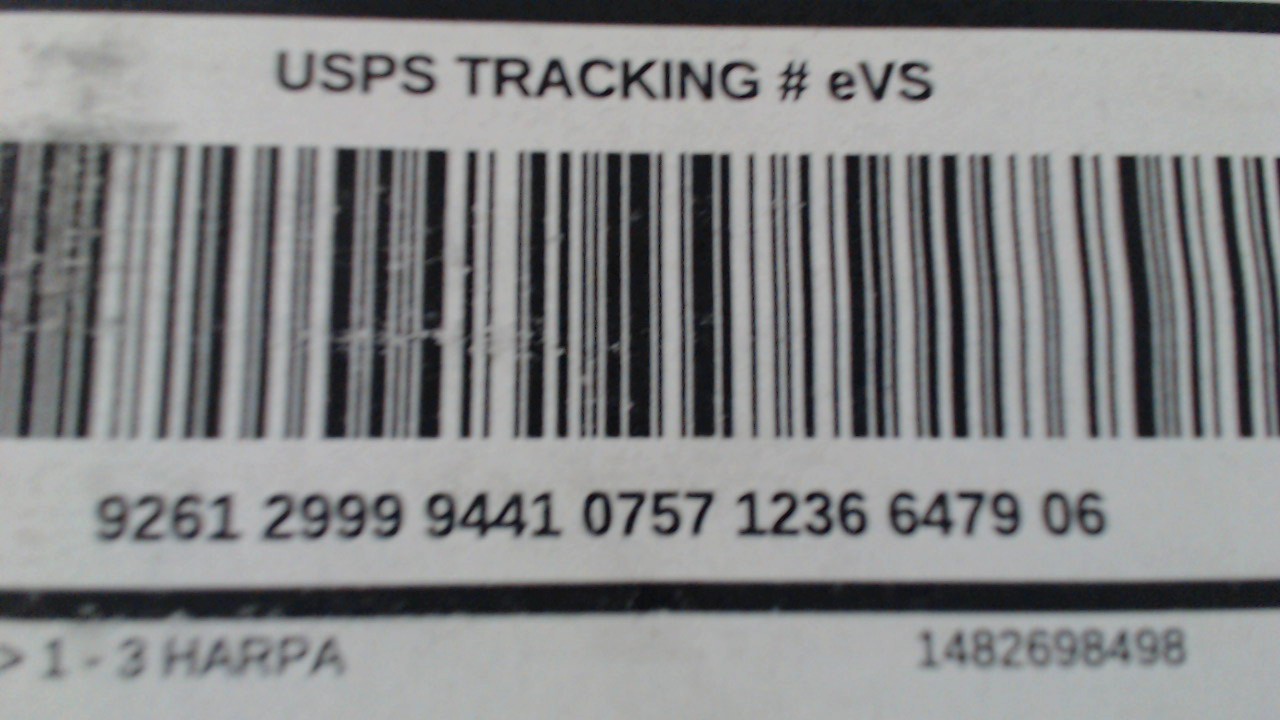 USPS TRACKING # eVS
9261 2999 9441 0757 1236 6479 06
> 1 - 3 HARPA
1482698498